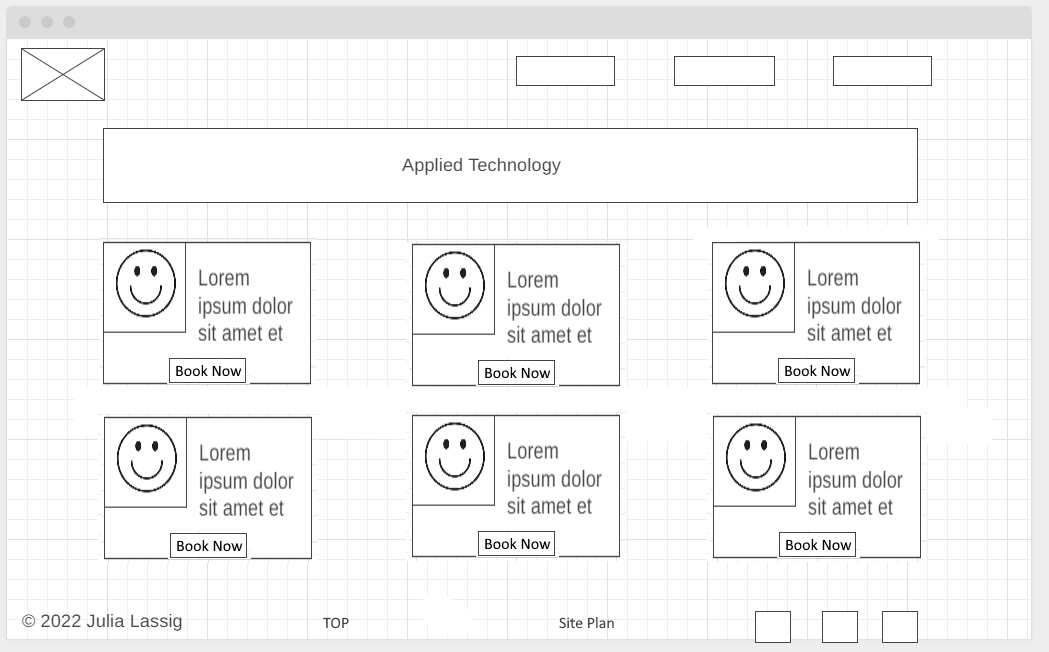 Applied Technology
Lorem
ipsum dolor
sit amet et
Book Now
Lorem
ipsum dolor
sit amet et
Book Now
Lorem
ipsum dolor
sit amet et
Book Now
Lorem
ipsum dolor
sit amet et
Book Now
Lorem
ipsum dolor
sit amet et
Book Now
Lorem
ipsum dolor
sit amet et
Book Now
© 2022 Julia Lassig
TOP
Site Plan